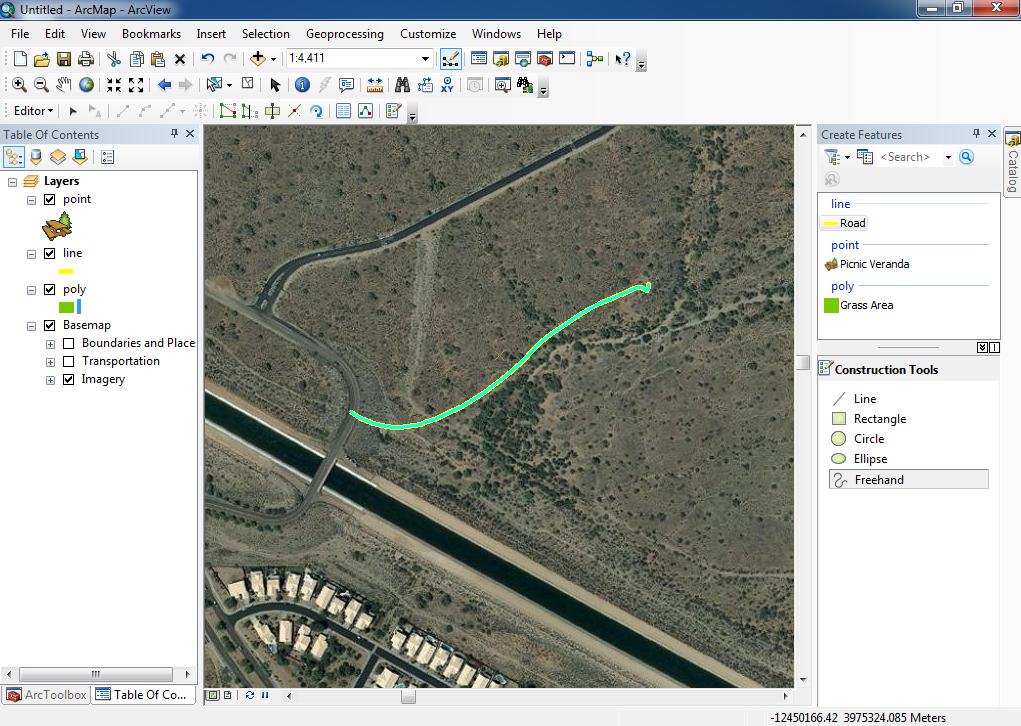 Untitled - ArcMap - ArcView
File Edit View Bookmarks Insert Selection Geoprocessing Customize Windows Help
1:4,411
Editor
Table Of Contents
Layers
point
line
poly
Basemap
Boundaries and Place
Transportation
Imagery
ArcToolbox
Table Of Co...
Create Features
<Search>
line
Road
point
Picnic Veranda
poly
Grass Area
Construction Tools
Line
Rectangle
Circle
Ellipse
Freehand
Catalog
-12450166.42 3975324.085 Meters